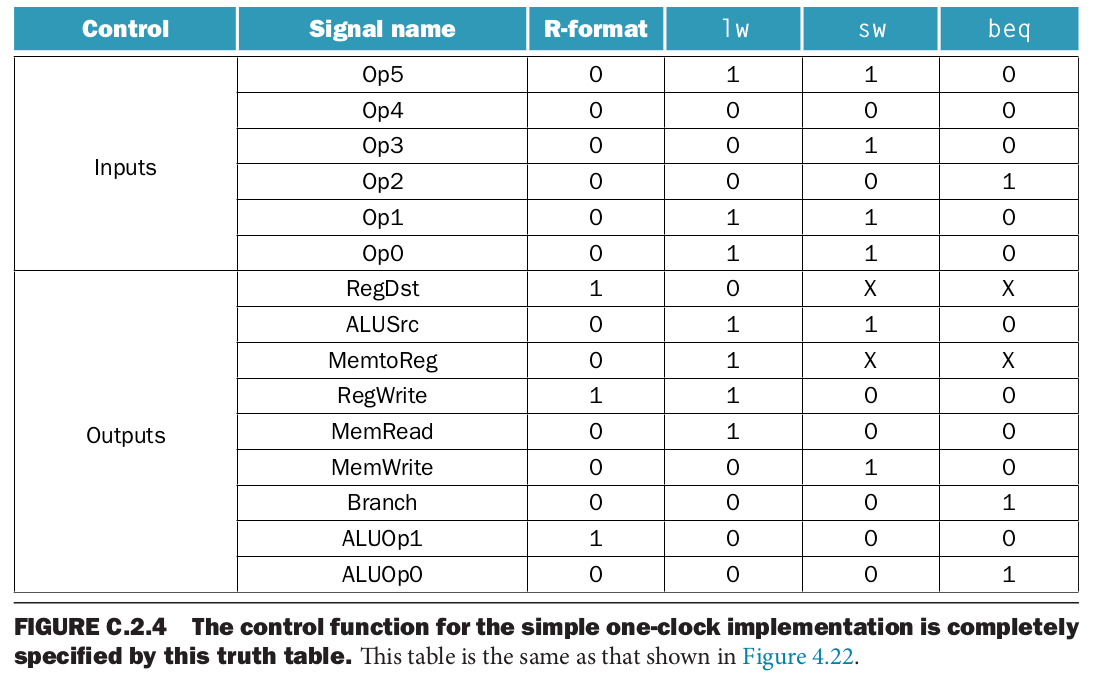 Control Signal name R-format lw sw beq
Inputs Op5 0 1 1 0
Op4 0 0 0 0
Op3 0 0 1 0
Op2 0 0 0 1
Op1 0 1 1 0
Op0 0 1 1 0
Outputs RegDst 1 0 X X
ALUSrc 0 1 1 0
MemtoReg 0 1 X X
RegWrite 1 1 0 0
MemRead 0 1 0 0
MemWrite 0 0 1 0
Branch 0 0 0 1
ALUOp1 1 0 0 0
ALUOp0 0 0 0 1
FIGURE C.2.4 The control function for the simple one-clock implementation is completely
specified by this truth table. This table is the same as that shown in Figure 4.22.